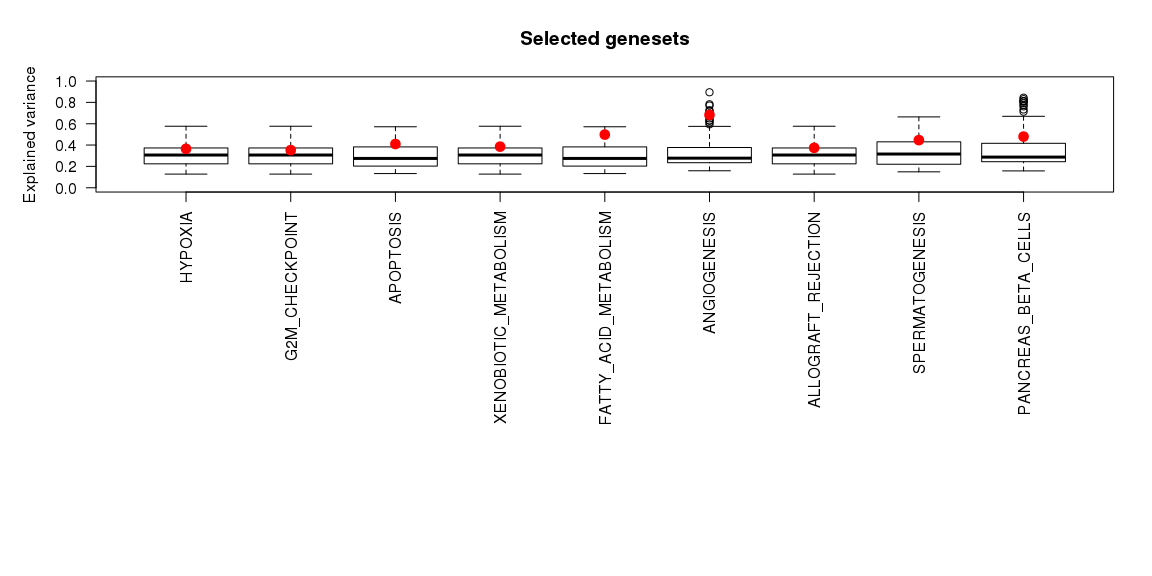 Selected genesets
Explained variance
1.0
0.8
0.6
0.4
0.2
0.0
HYPOXIA
G2M_CHECKPOINT
APOPTOSIS
XENOBIOTIC_METABOLISM
FATTY_ACID_METABOLISM
ANGIOGENESIS
ALLOGRAFT_REJECTION
SPERMATOGENESIS
PANCREAS_BETA_CELLS